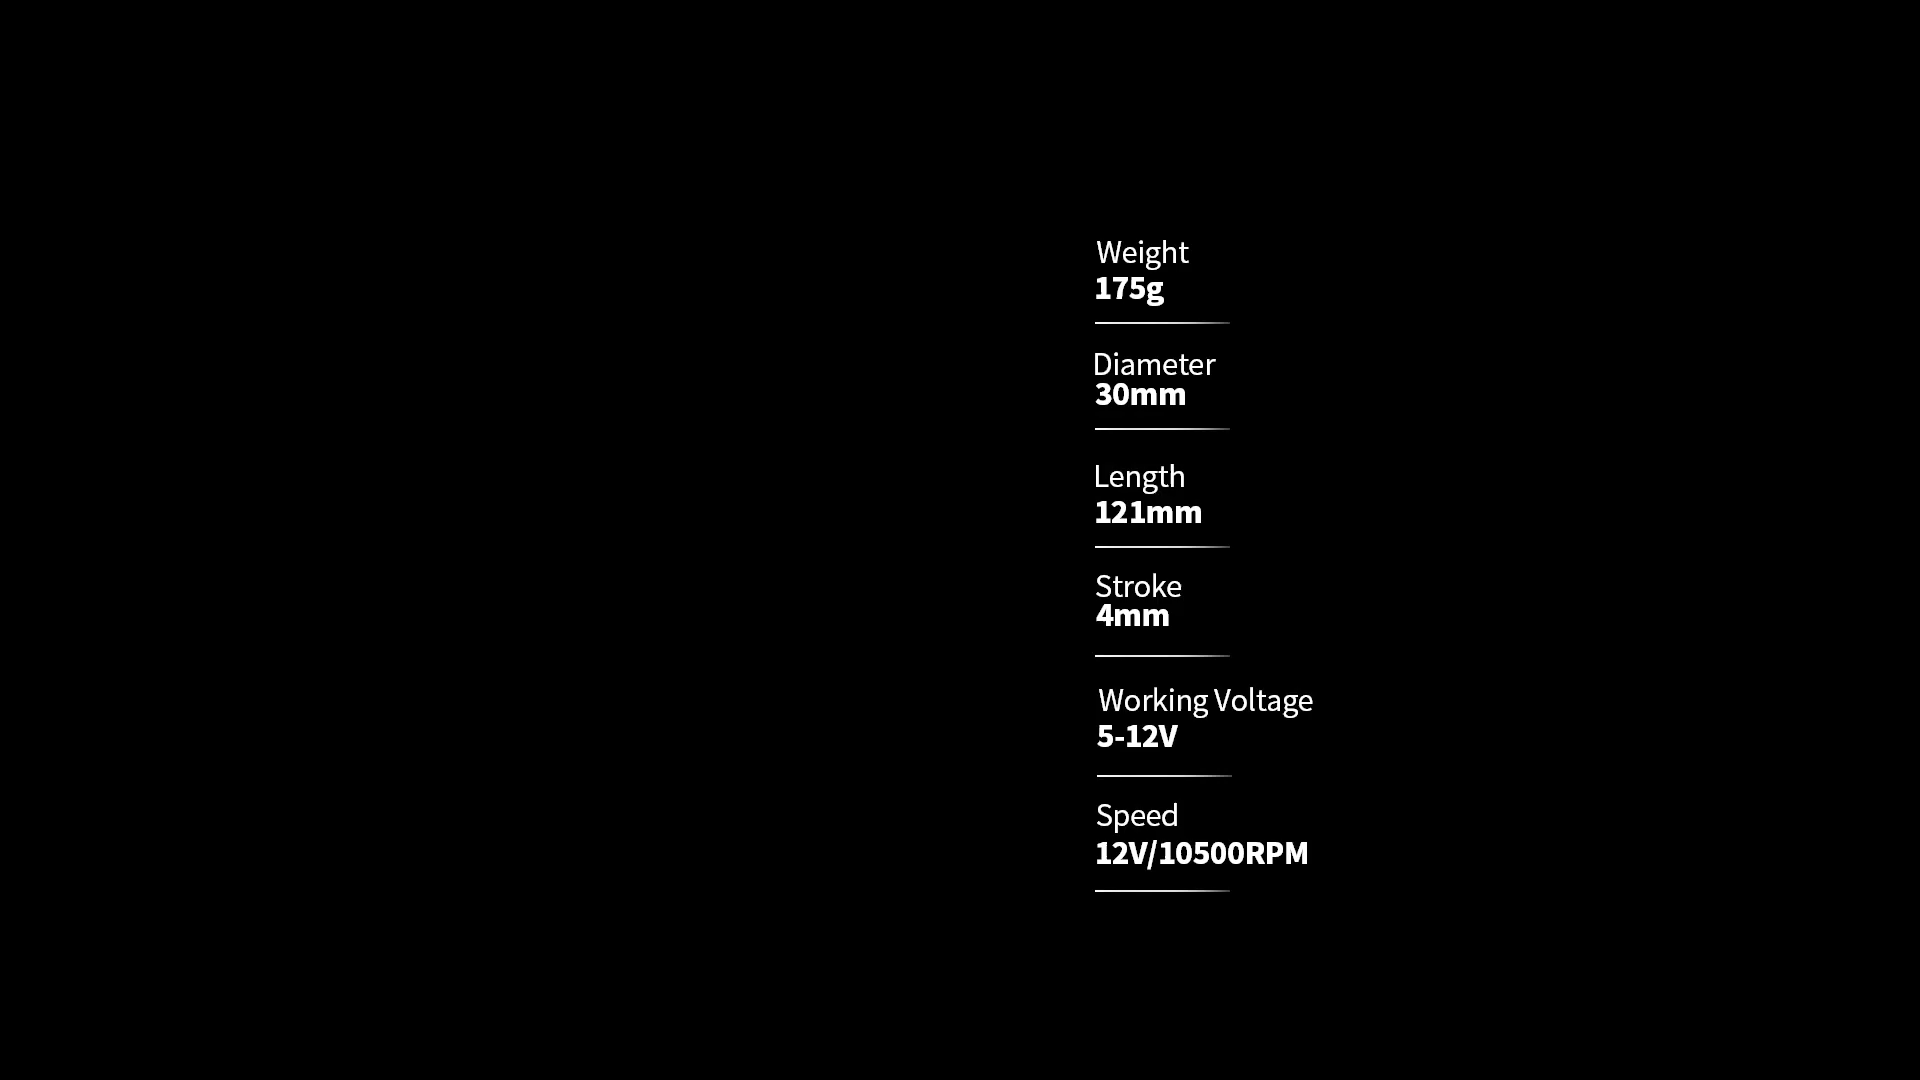 Weight
175g
Diameter
30mm
Length
121mm
Stroke
4mm
Working Voltage
5-12V
Speed
12V/10500RPM